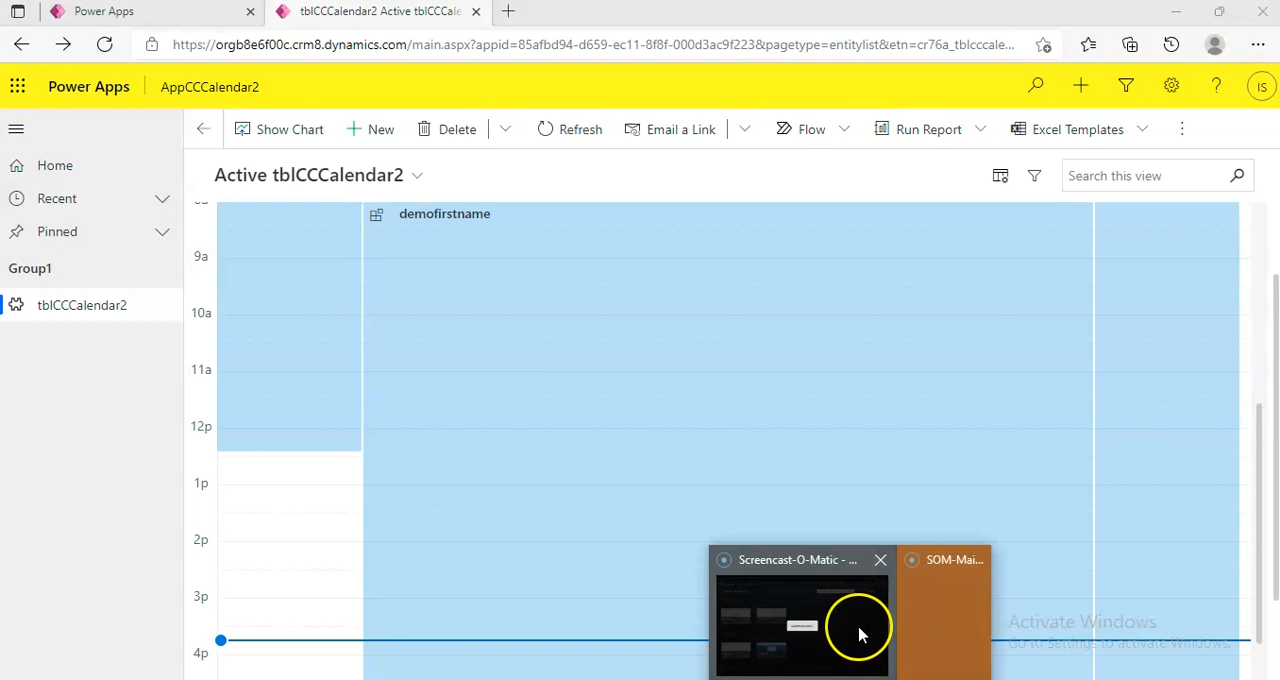 Power Apps
tblCCCalendar2 Active tblCCCale
https://orgb8e6f00c.crm8.dynamics.com/main.aspx?appid=85afbd94-d659-ec11-8f8f-000d3ac9f223&pagetype=entitylist&etn=cr76a_tblcccale...
Power Apps
AppCCCalendar2
IS
Show Chart
New
Delete
Refresh
Email a Link
Flow
Run Report
Excel Templates
Home
Recent
Pinned
Group1
tblCCCalendar2
Active tblCCCalendar2
Search this view
demofirstname
9a
10a
11a
12p
1p
2p
3p
4p
Screencast-O-Matic - ...
SOM-Mai...
Activate Windows
Go to Settings to activate Windows.